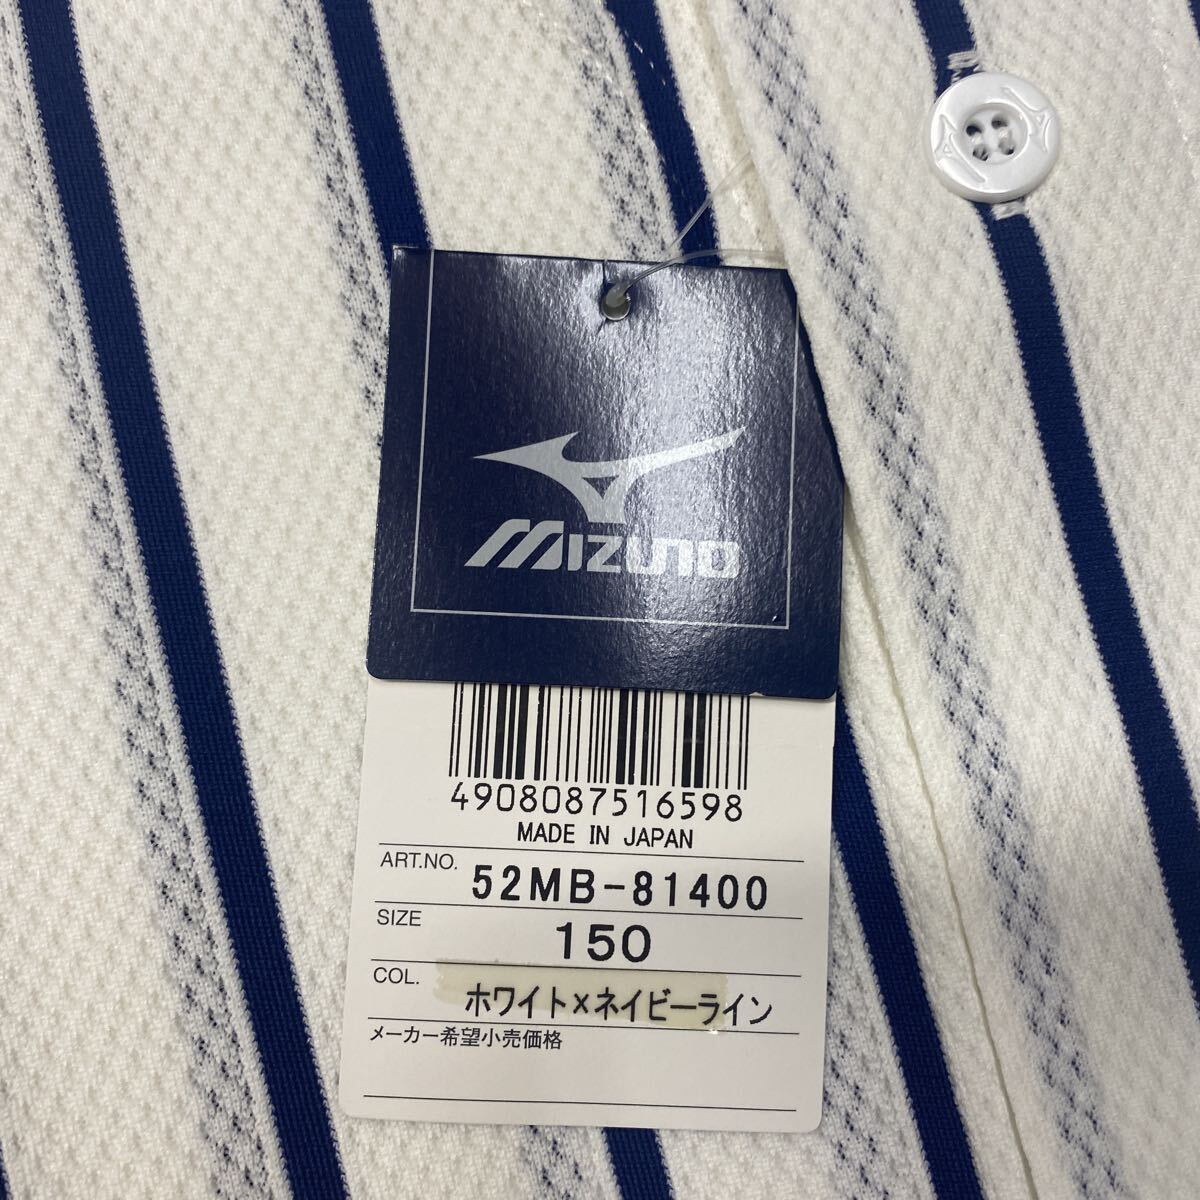 MIZUNO
4908087516598
MADE IN JAPAN
ART.NO. 52MB-81400
SIZE 150
COL. ホワイト×ネイビーライン
メーカー希望小売価格